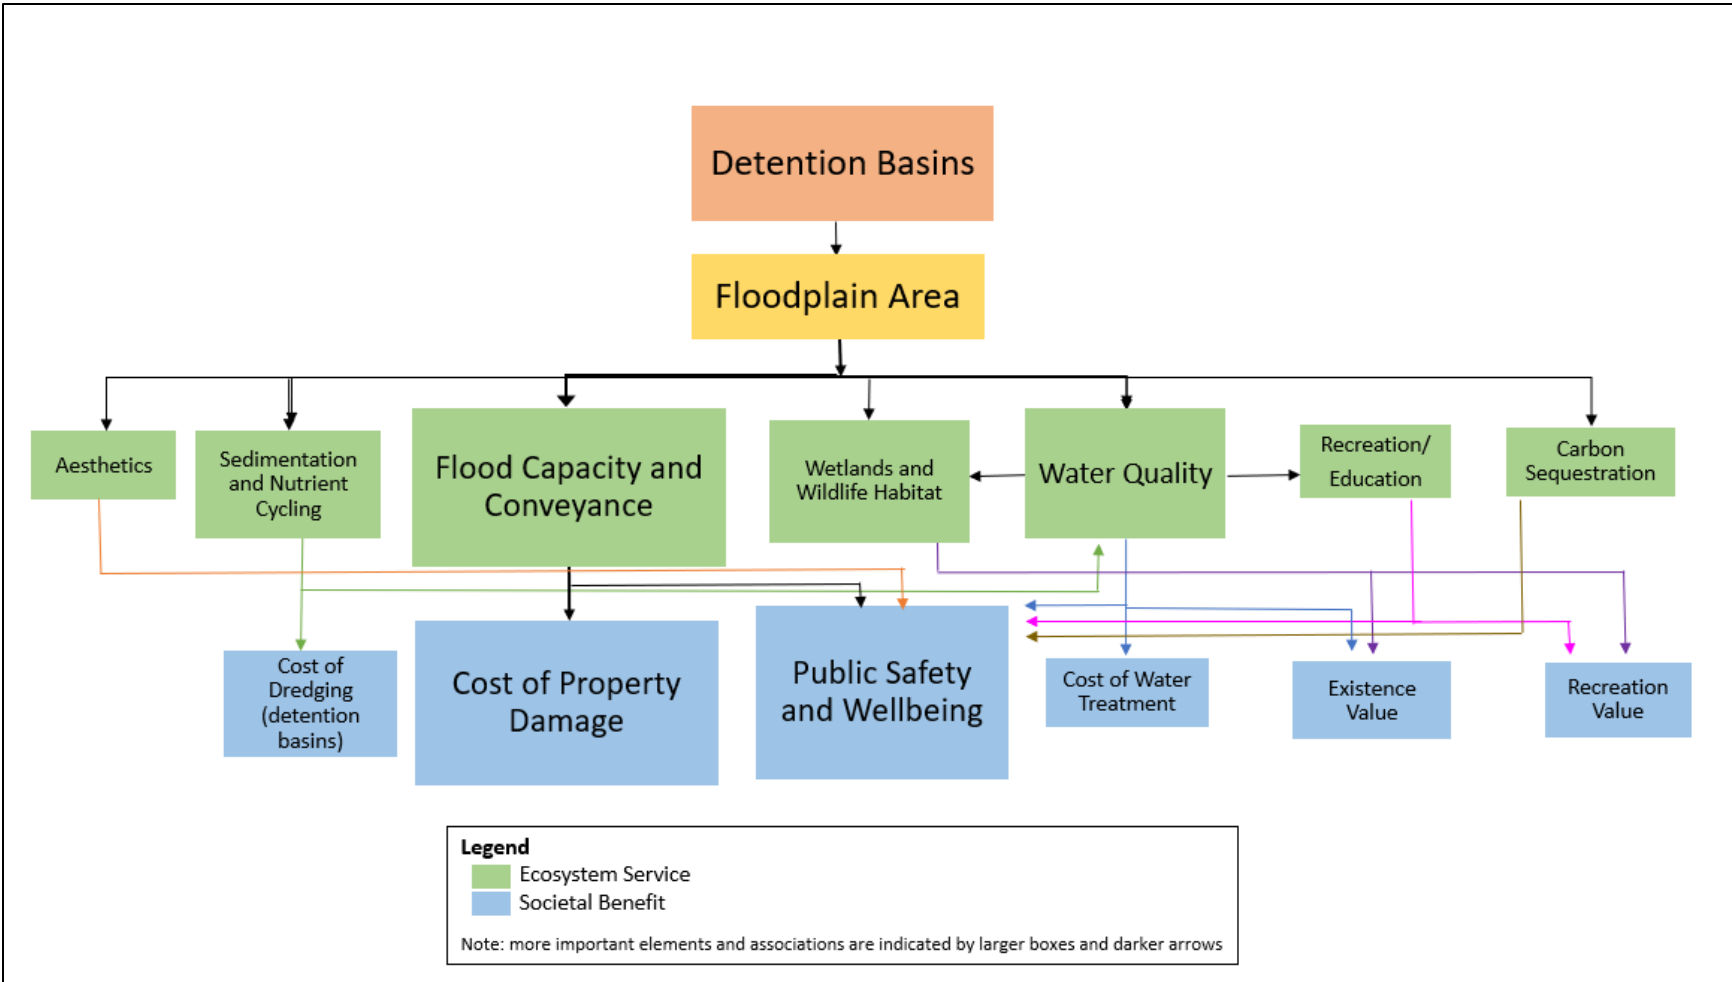 Detention Basins
Floodplain Area
Aesthetics
Sedimentation
and Nutrient
Cycling
Flood Capacity and
Conveyance
Wetlands and
Wildlife Habitat
Water Quality
Recreation/
Education
Carbon
Sequestration
Cost of
Dredging
(detention
basins)
Cost of Property
Damage
Public Safety
and Wellbeing
Cost of Water
Treatment
Existence
Value
Recreation
Value
Legend
Ecosystem Service
Societal Benefit
Note: more important elements and associations are indicated by larger boxes and darker arrows